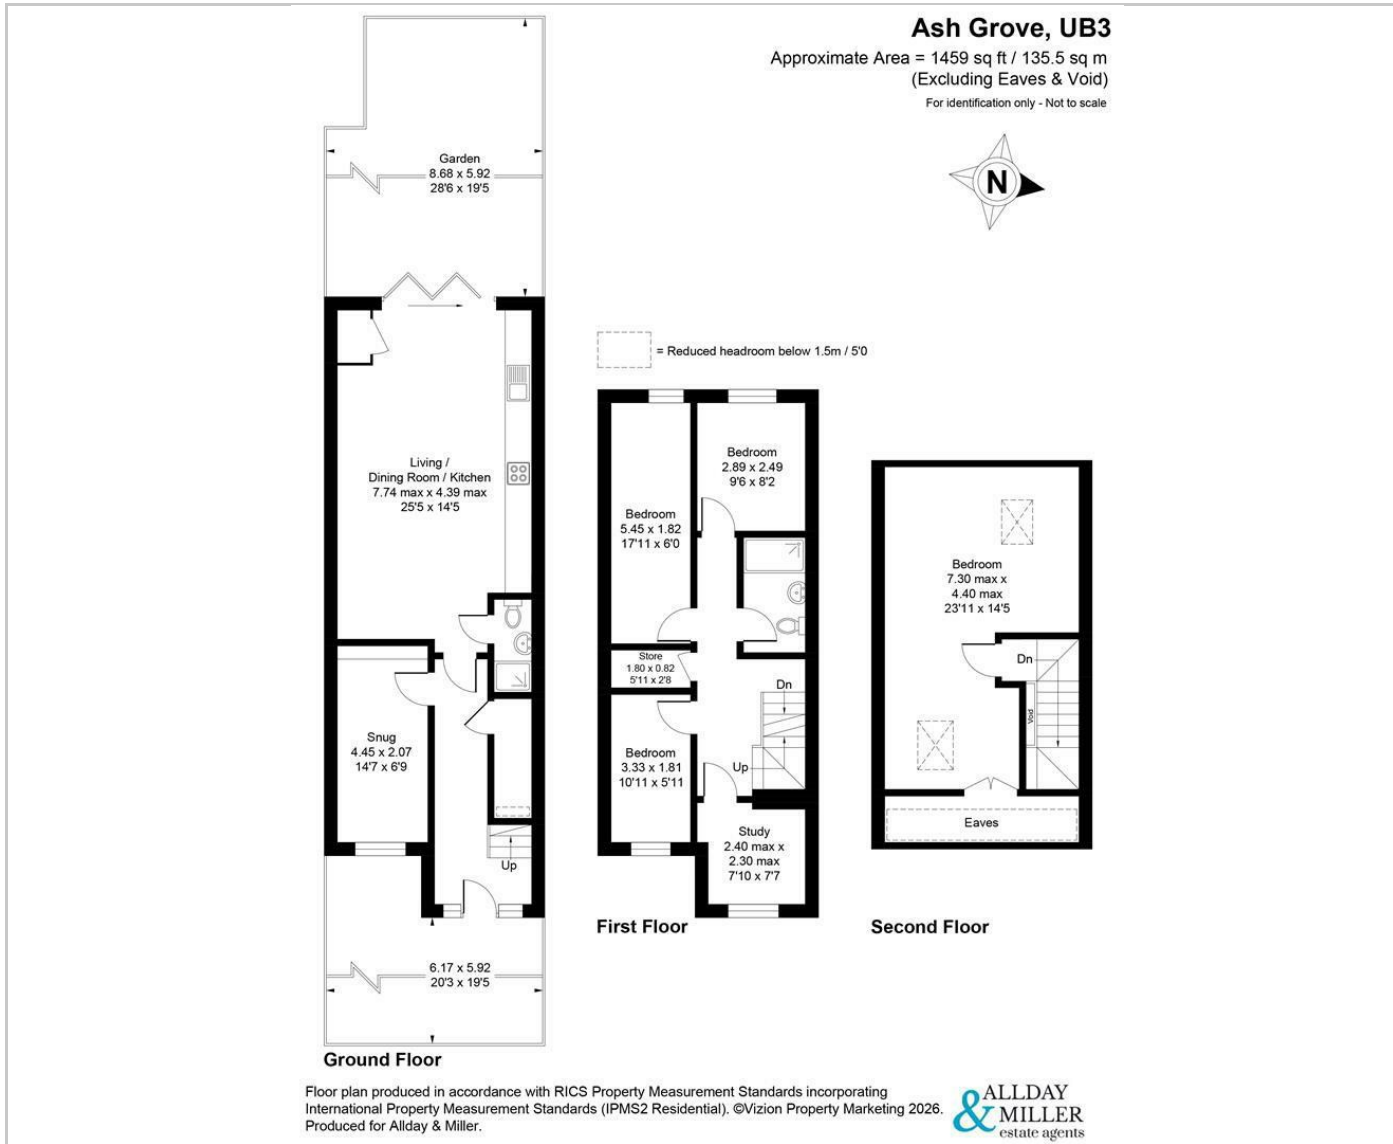 Ash Grove, UB3
Approximate Area = 1459 sq ft / 135.5 sq m
(Excluding Eaves & Void)
For identification only - Not to scale
N
Garden
8.68 x 5.92
28'6 x 19'5
Living /
Dining Room / Kitchen
7.74 max x 4.39 max
25'5 x 14'5
Snug
4.45 x 2.07
14'7 x 6'9
Up
6.17 x 5.92
20'3 x 19'5
Ground Floor
= Reduced headroom below 1.5m / 5'0
Bedroom
2.89 x 2.49
9'6 x 8'2
Bedroom
5.45 x 1.82
17'11 x 6'0
Store
1.80 x 0.82
5'11 x 2'8
Dn
Up
Bedroom
3.33 x 1.81
10'11 x 5'11
Study
2.40 max x
2.30 max
7'10 x 7'7
First Floor
Bedroom
7.30 max x
4.40 max
23'11 x 14'5
Dn
Void
Eaves
Second Floor
Floor plan produced in accordance with RICS Property Measurement Standards incorporating
International Property Measurement Standards (IPMS2 Residential). ©Vizion Property Marketing 2026.
Produced for Allday & Miller.
ALLDAY
& MILLER
estate agents